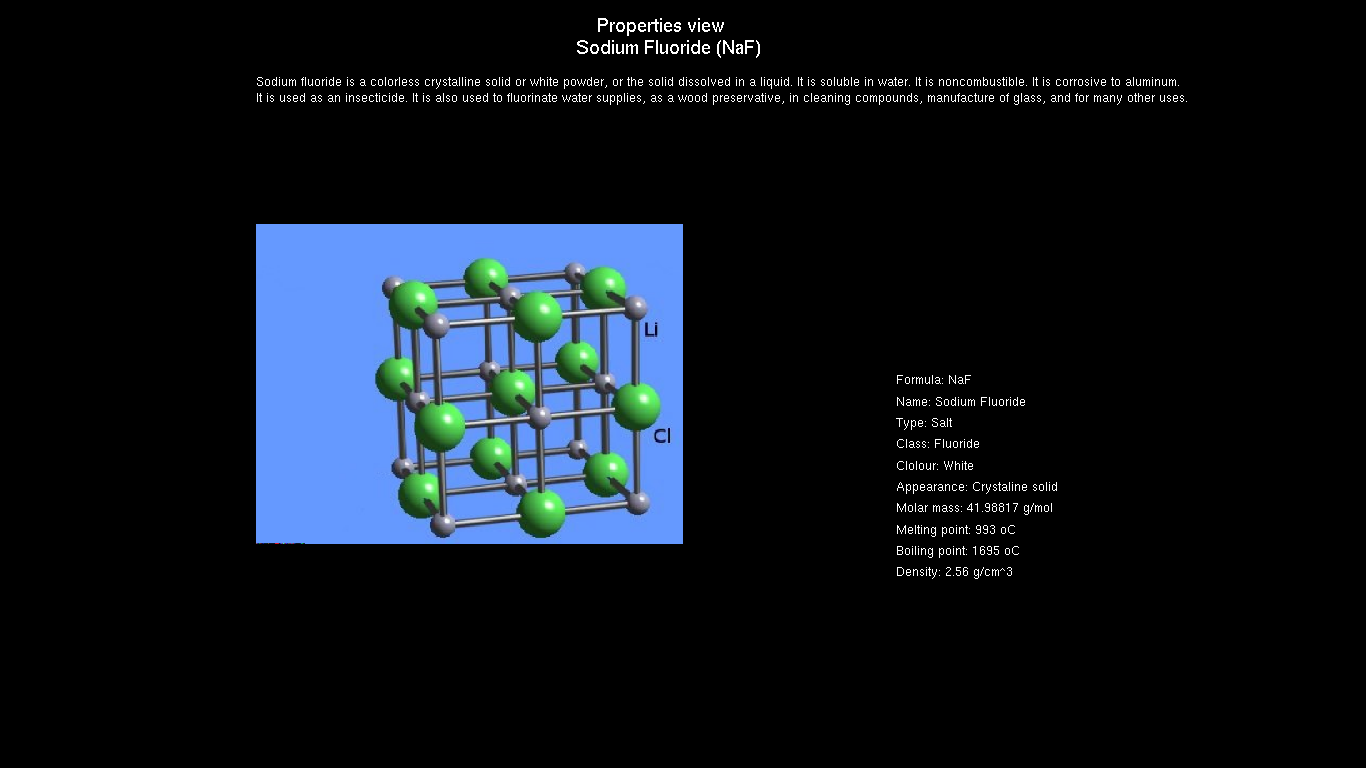 Properties view
Sodium Fluoride (NaF)
Sodium fluoride is a colorless crystalline solid or white powder, or the solid dissolved in a liquid. It is soluble in water. It is noncombustible. It is corrosive to aluminum.
It is used as an insecticide. It is also used to fluorinate water supplies, as a wood preservative, in cleaning compounds, manufacture of glass, and for many other uses.
Li
Cl
Formula: NaF
Name: Sodium Fluoride
Type: Salt
Class: Fluoride
Clolour: White
Appearance: Crystaline solid
Molar mass: 41.98817 g/mol
Melting point: 993 oC
Boiling point: 1695 oC
Density: 2.56 g/cm^3